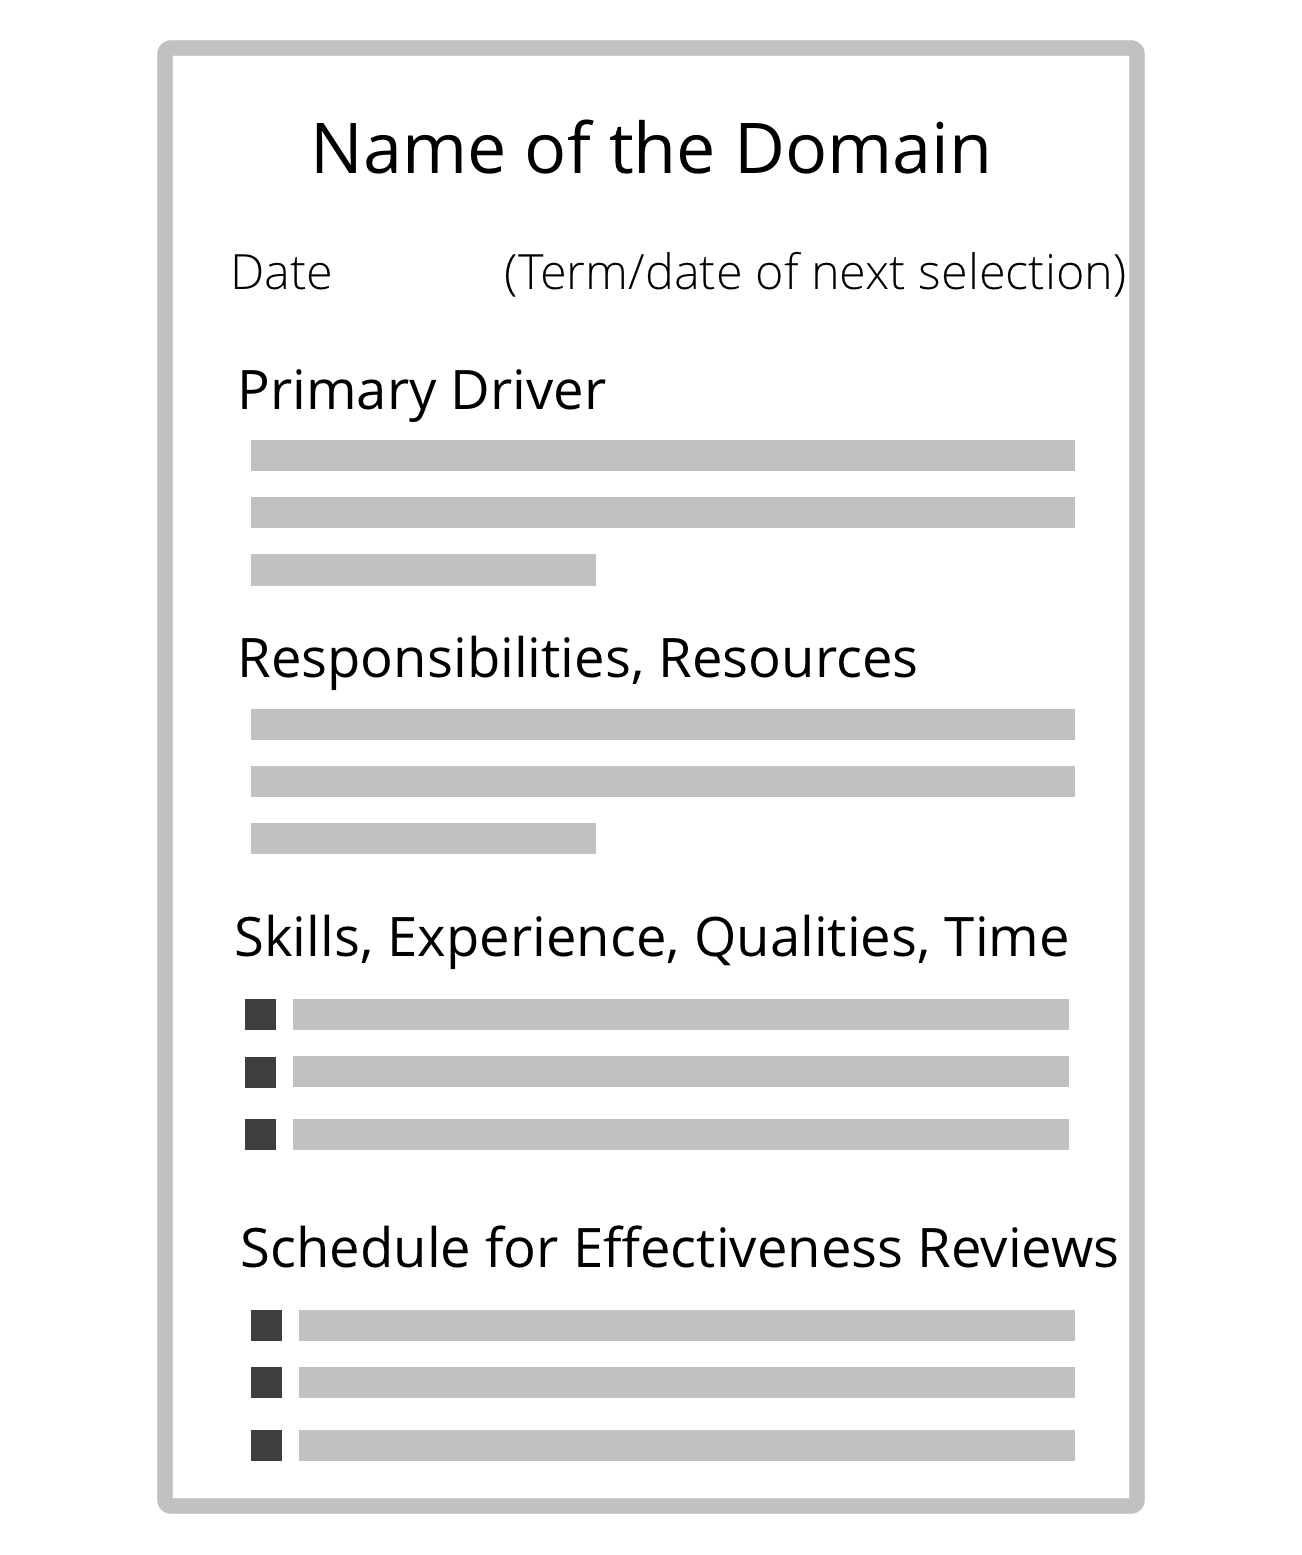 Name of the Domain
Date (Term/date of next selection)
Primary Driver
Responsibilities, Resources
Skills, Experience, Qualities, Time
Schedule for Effectiveness Reviews